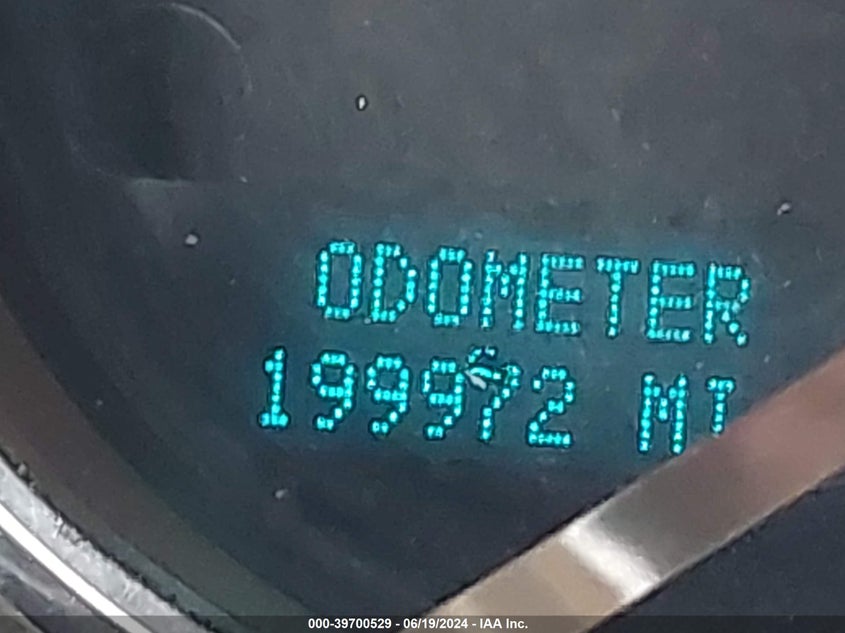 ODOMETER
199972 MI
000-39700529 - 06/19/2024 - IAA Inc.